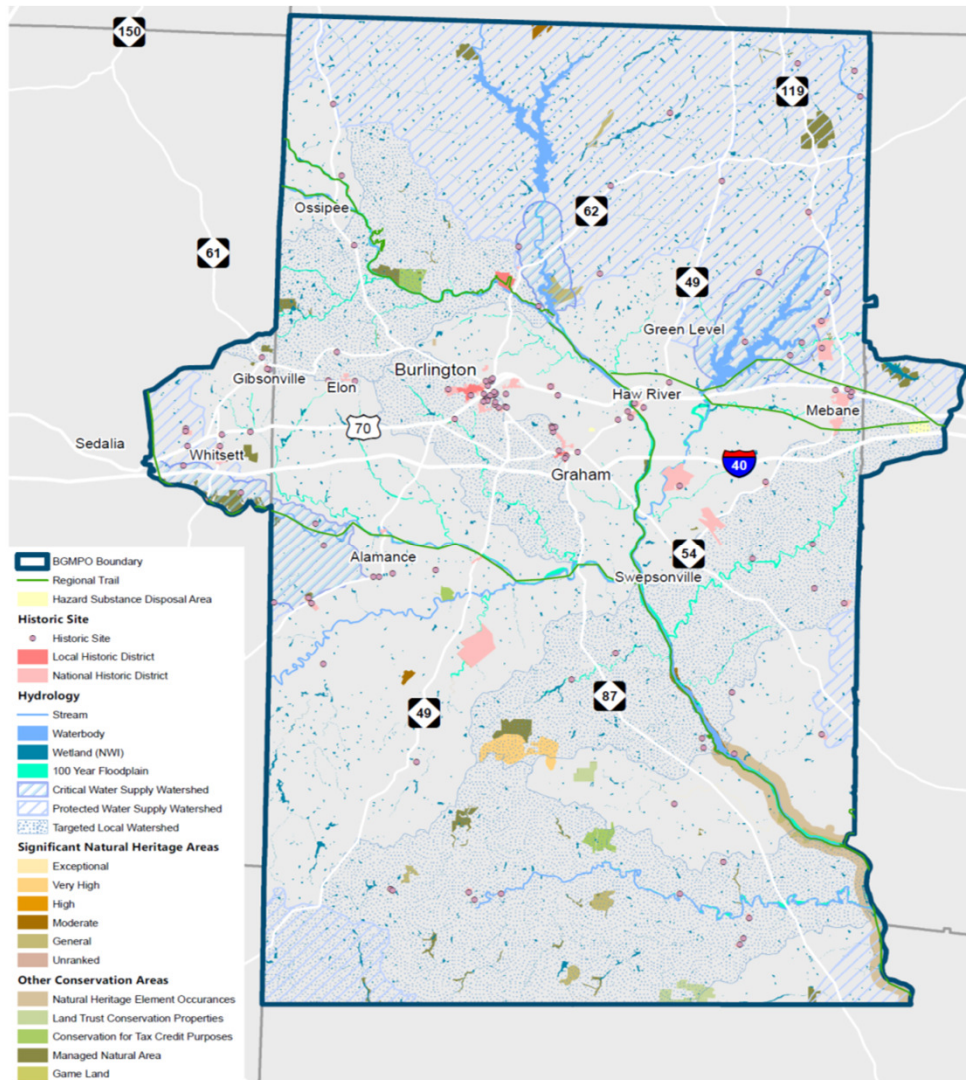 150
119
Ossipee
62
61
49
Green Level
Burlington
Gibsonville
Elon
Haw River
Mebane
70
Sedalia
Whitsett
Graham
40
54
Alamance
Swepsonville
87
49
BGMPO Boundary
Regional Trail
Hazard Substance Disposal Area
Historic Site
Historic Site
Local Historic District
National Historic District
Hydrology
Stream
Waterbody
Wetland (NWI)
100 Year Floodplain
Critical Water Supply Watershed
Protected Water Supply Watershed
Targeted Local Watershed
Significant Natural Heritage Areas
Exceptional
Very High
High
Moderate
General
Unranked
Other Conservation Areas
Natural Heritage Element Occurances
Land Trust Conservation Properties
Conservation for Tax Credit Purposes
Managed Natural Area
Game Land